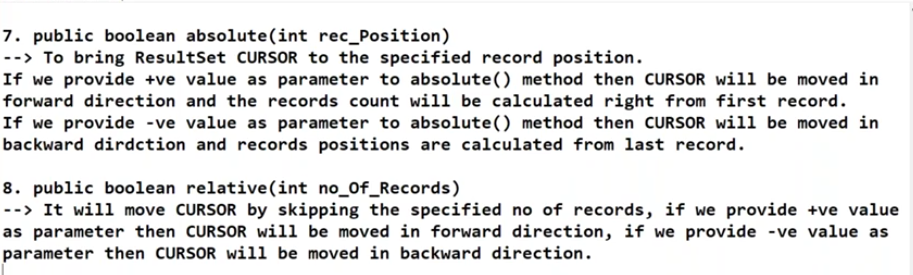 7. public boolean absolute(int rec_Position)
--> To bring ResultSet CURSOR to the specified record position.
If we provide +ve value as parameter to absolute() method then CURSOR will be moved in
forward direction and the records count will be calculated right from first record.
If we provide -ve value as parameter to absolute() method then CURSOR will be moved in
backward dirdction and records positions are calculated from last record.
8. public boolean relative(int no_Of_Records)
--> It will move CURSOR by skipping the specified no of records, if we provide +ve value
as parameter then CURSOR will be moved in forward direction, if we provide -ve value as
parameter then CURSOR will be moved in backward direction.